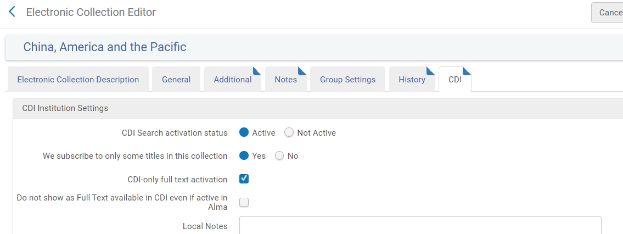 Electronic Collection Editor
China, America and the Pacific
Electronic Collection Description General Additional Notes Group Settings History CDI
CDI Institution Settings
CDI Search activation status Active Not Active
We subscribe to only some titles in this collection Yes No
CDI-only full text activation
Do not show as Full Text available in CDI even if active in
Alma
Local Notes